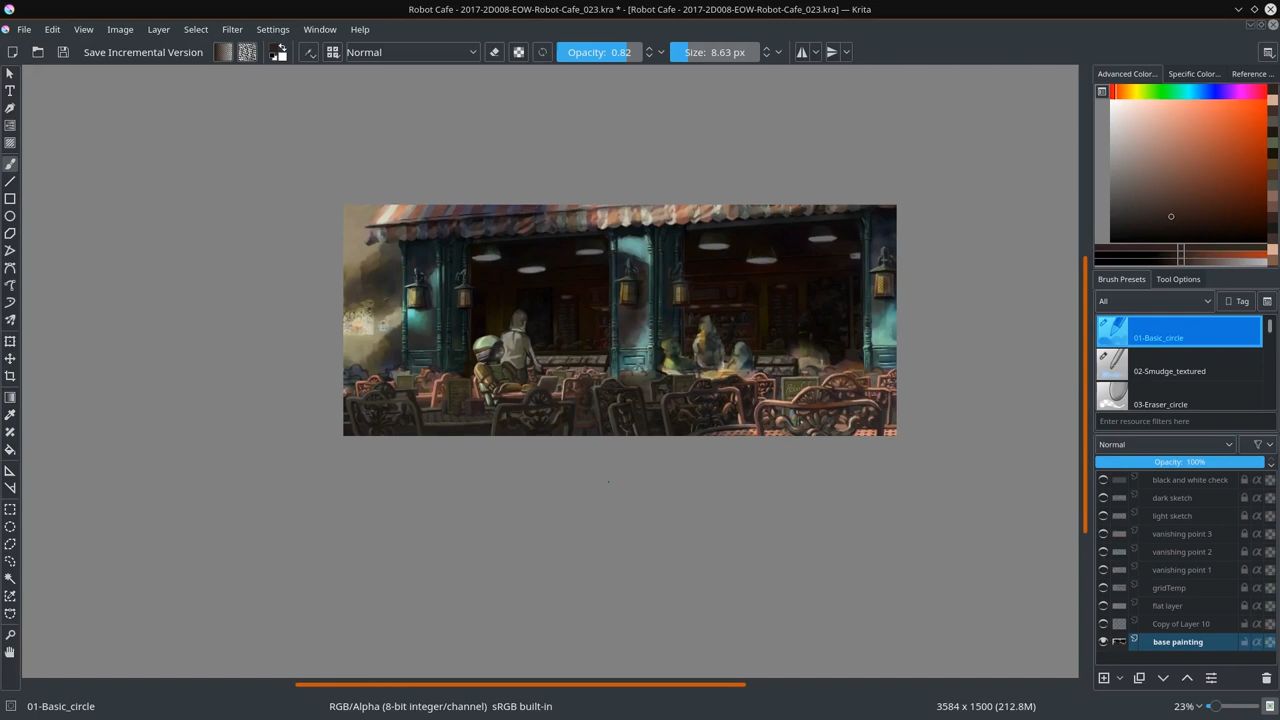 Robot Cafe - 2017-2D008-EOW-Robot-Cafe_023.kra * - [Robot Cafe - 2017-2D008-EOW-Robot-Cafe_023.kra] — Krita
File Edit View Image Layer Select Filter Settings Window Help
Save Incremental Version Normal Opacity: 0.82 Size: 8.63 px
Advanced Color... Specific Color... Reference ...
Brush Presets Tool Options
All Tag
01-Basic_circle
02-Smudge_textured
03-Eraser_circle
Enter resource filters here
Normal
Opacity: 100%
black and white check
dark sketch
light sketch
vanishing point 3
vanishing point 2
vanishing point 1
gridTemp
flat layer
Copy of Layer 10
base painting
01-Basic_circle RGB/Alpha (8-bit integer/channel) sRGB built-in 3584 x 1500 (212.8M) 23%